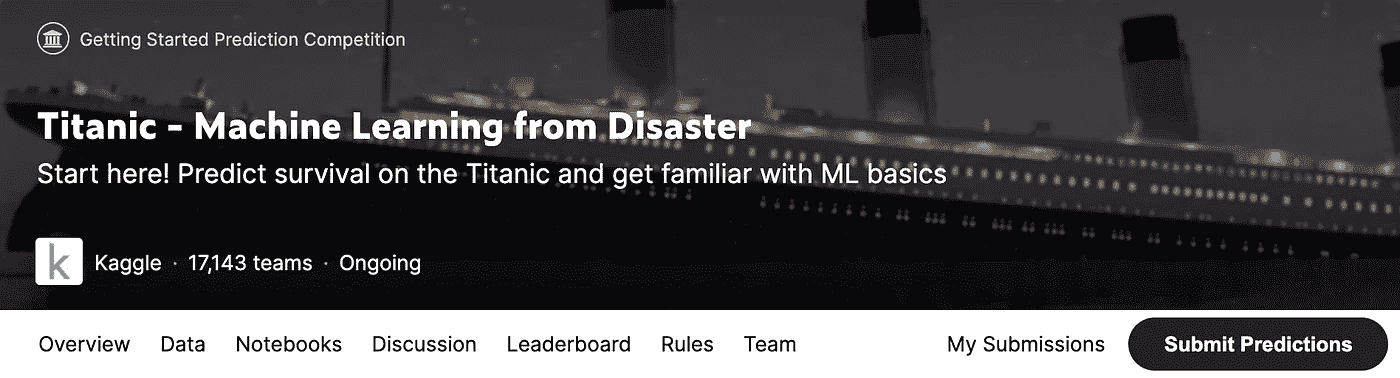 Getting Started Prediction Competition
Titanic - Machine Learning from Disaster
Start here! Predict survival on the Titanic and get familiar with ML basics
k Kaggle · 17,143 teams · Ongoing
Overview Data Notebooks Discussion Leaderboard Rules Team My Submissions Submit Predictions